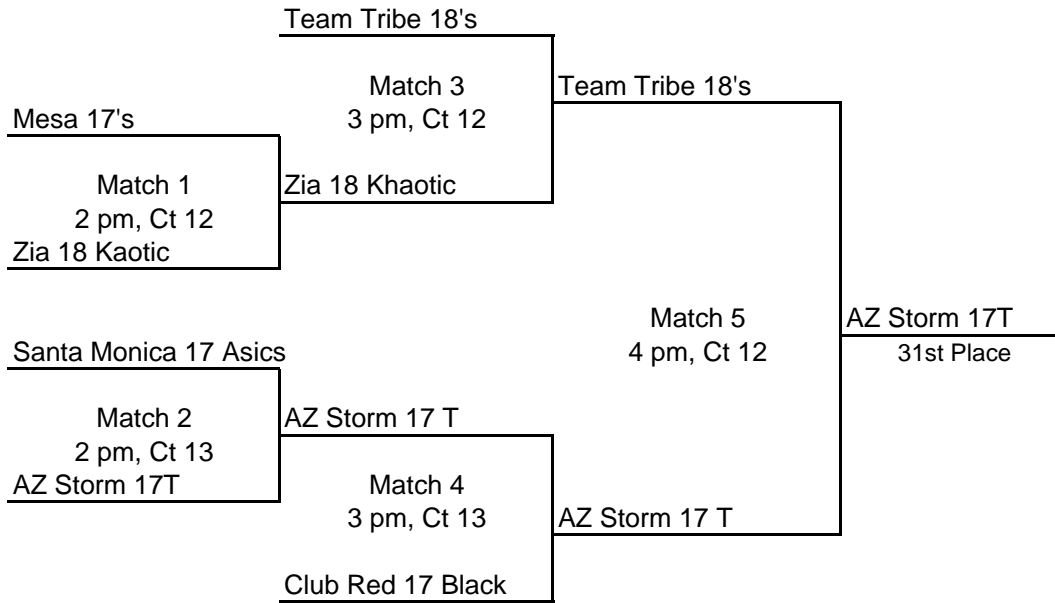 Team Tribe 18's
Match 3
3 pm, Ct 12
Team Tribe 18's
Mesa 17's
Match 1
2 pm, Ct 12
Zia 18 Khaotic
Zia 18 Kaotic
Match 5
4 pm, Ct 12
AZ Storm 17T
31st Place
Santa Monica 17 Asics
Match 2
2 pm, Ct 13
AZ Storm 17 T
AZ Storm 17T
Match 4
3 pm, Ct 13
AZ Storm 17 T
Club Red 17 Black